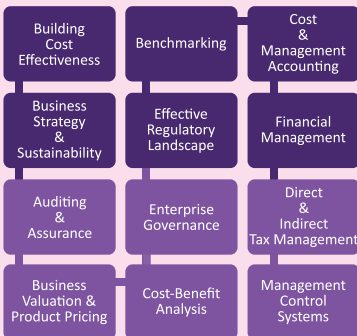 Building
Cost
Effectiveness
Benchmarking
Cost
&
Management
Accounting
Business
Strategy
&
Sustainability
Effective
Regulatory
Landscape
Financial
Management
Auditing
&
Assurance
Enterprise
Governance
Direct
&
Indirect
Tax Management
Business
Valuation &
Product Pricing
Cost-Benefit
Analysis
Management
Control
Systems